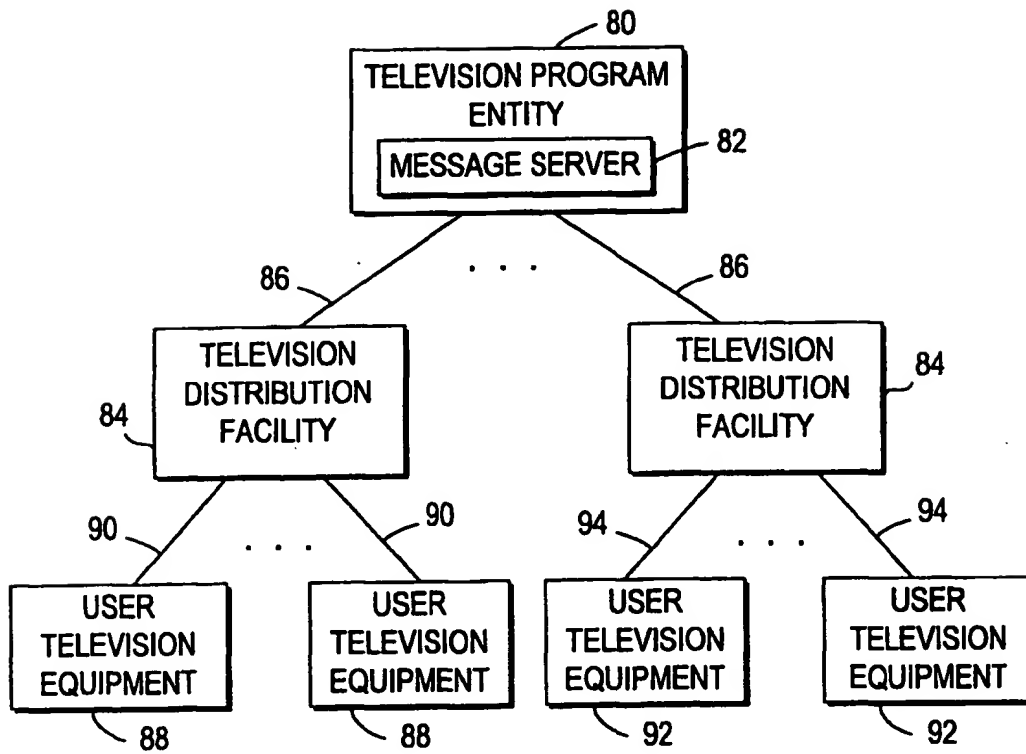 80
TELEVISION PROGRAM
ENTITY
82
MESSAGE SERVER
86
86
TELEVISION
DISTRIBUTION
FACILITY
84
TELEVISION
DISTRIBUTION
FACILITY
84
90
90
94
94
USER
TELEVISION
EQUIPMENT
88
USER
TELEVISION
EQUIPMENT
88
USER
TELEVISION
EQUIPMENT
92
USER
TELEVISION
EQUIPMENT
92